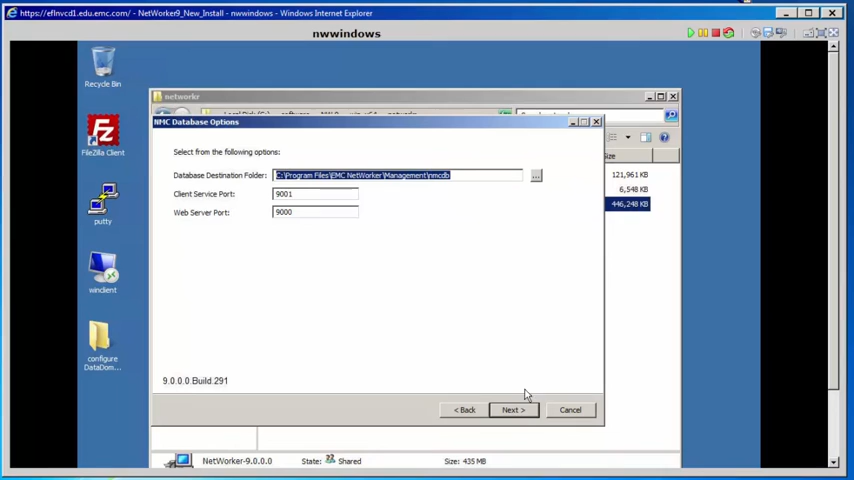 https://eflnvcd1.edu.emc.com/ - NetWorker9_New_Install - nwwindows - Windows Internet Explorer
nwwindows
Recycle Bin
networkr
NMC Database Options
Select from the following options:
Size
FileZilla Client
Database Destination Folder:
C:\Program Files\EMC NetWorker\Management\nmcdb
...
121,961 KB
Client Service Port:
9001
6,548 KB
Web Server Port:
9000
446,248 KB
putty
winclient
configure
DataDom...
9.0.0.0.Build.291
< Back
Next >
Cancel
NetWorker-9.0.0.0
State:
Shared
Size: 435 MB